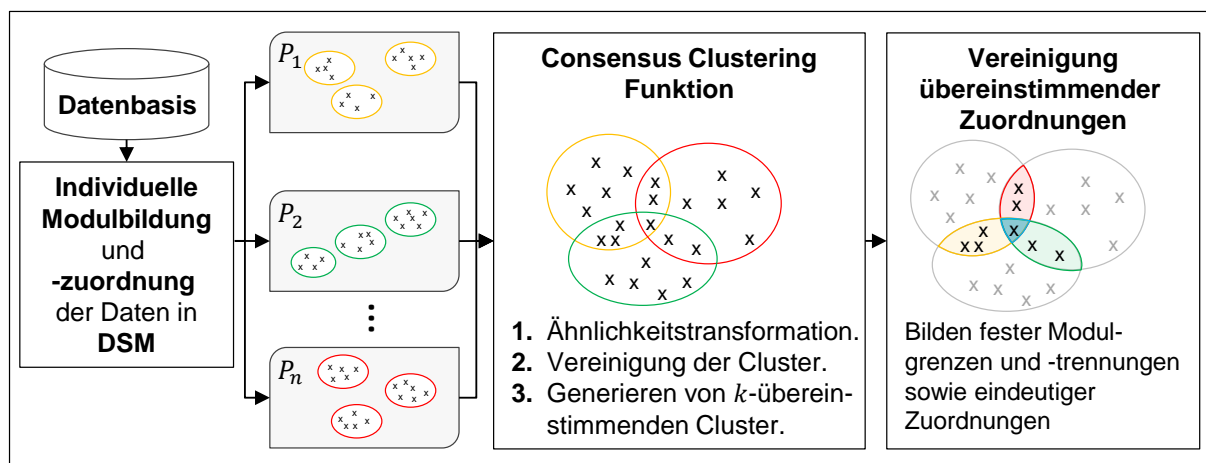 Datenbasis
Individuelle
Modulbildung
und
-zuordnung
der Daten in
DSM
P1
P2
⋮
Pn
Consensus Clustering
Funktion
1. Ähnlichkeitstransformation.
2. Vereinigung der Cluster.
3. Generieren von k-überein-
stimmenden Cluster.
Vereinigung
übereinstimmender
Zuordnungen
Bilden fester Modul-
grenzen und -trennungen
sowie eindeutiger
Zuordnungen